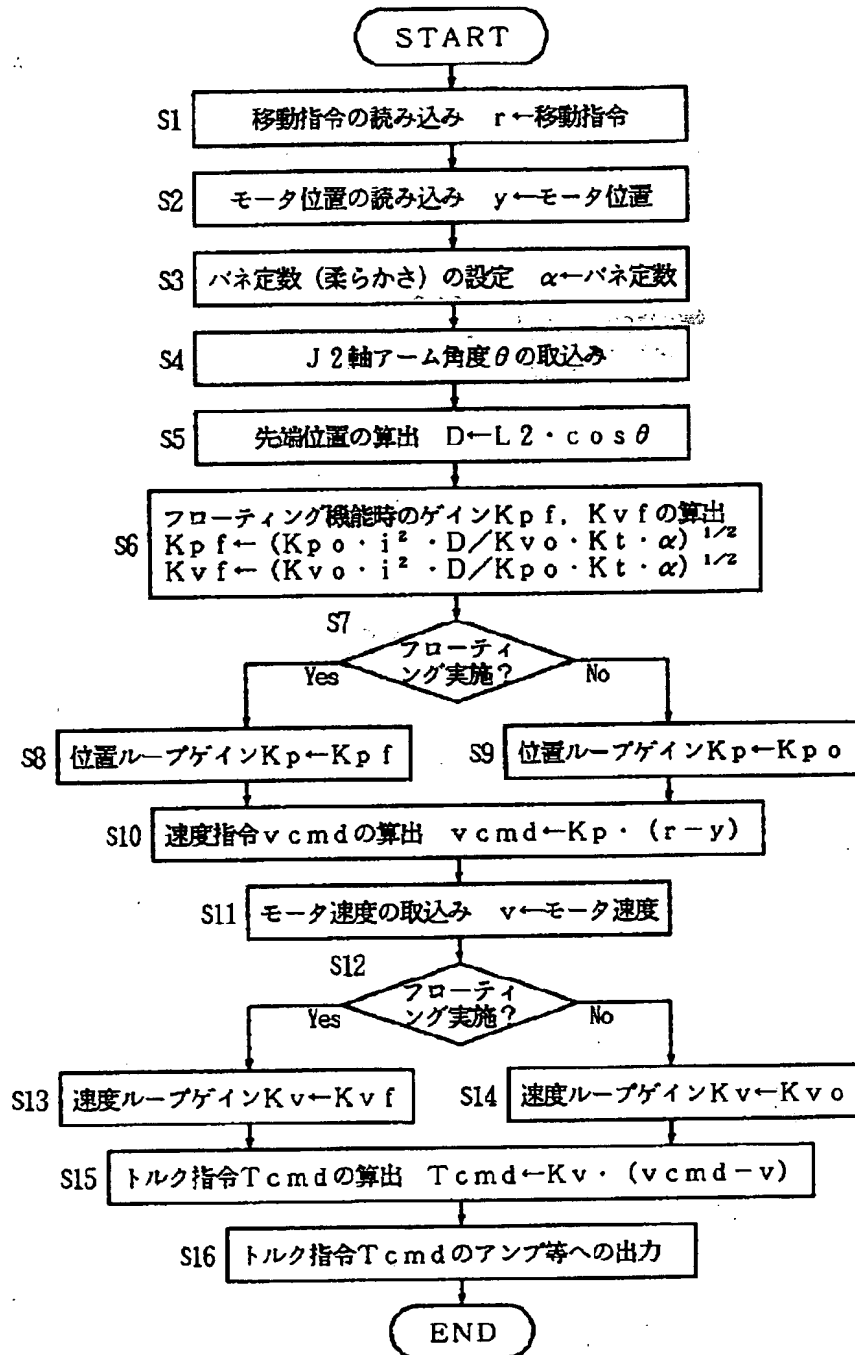 START
S1 移動指令の読み込み r←移動指令
S2 モータ位置の読み込み y←モータ位置
S3 バネ定数（柔らかさ）の設定 α←バネ定数
S4 J2軸アーム角度θの取込み
S5 先端位置の算出 D←L2・cosθ
フローティング機能時のゲインKpf，Kvfの算出
S6 Kpf←(Kpo・i²・D/Kvo・Kt・α)^1/2
Kvf←(Kvo・i²・D/Kpo・Kt・α)^1/2
S7
フローティ
ング実施？
Yes
No
S8 位置ループゲインKp←Kpf
S9 位置ループゲインKp←Kpo
S10 速度指令vcmdの算出 vcmd←Kp・(r−y)
S11 モータ速度の取込み v←モータ速度
S12
フローティ
ング実施？
Yes
No
S13 速度ループゲインKv←Kvf
S14 速度ループゲインKv←Kvo
S15 トルク指令Tcmdの算出 Tcmd←Kv・(vcmd−v)
S16 トルク指令Tcmdのアンプ等への出力
END